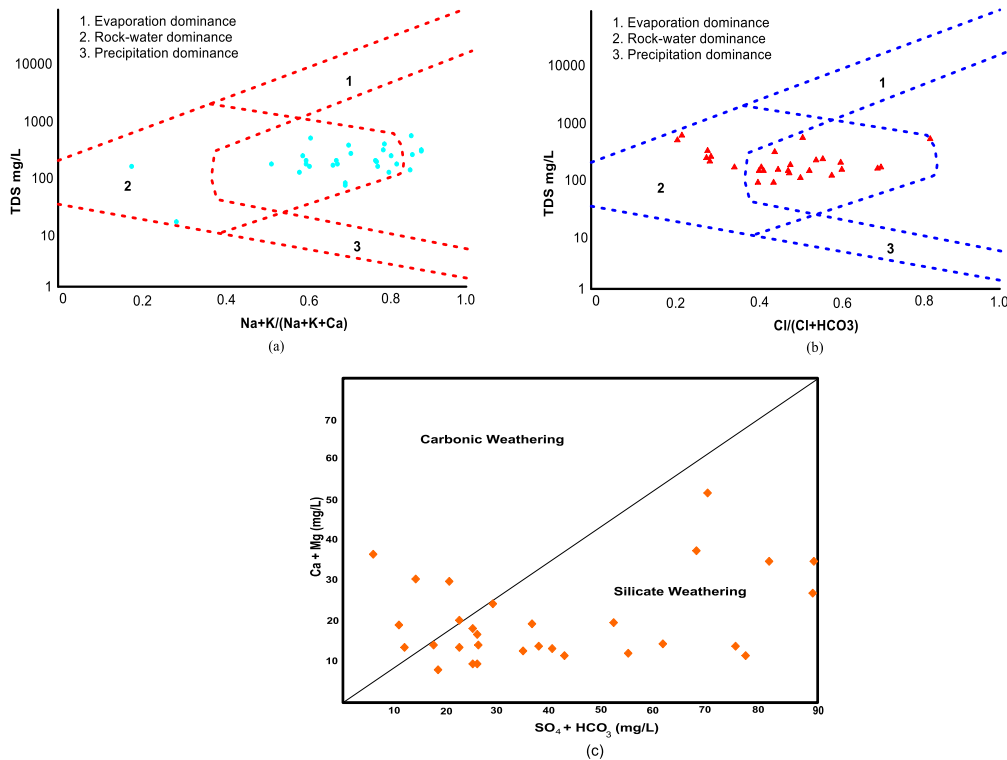 1. Evaporation dominance
2. Rock-water dominance
3. Precipitation dominance
10000
1000
100
10
1
TDS mg/L
1
2
3
0 0.2 0.4 0.6 0.8 1.0
Na+K/(Na+K+Ca)
(a)
1. Evaporation dominance
2. Rock-water dominance
3. Precipitation dominance
10000
1000
100
10
1
TDS mg/L
1
2
3
0 0.2 0.4 0.6 0.8 1.0
Cl/(Cl+HCO3)
(b)
70
60
50
40
30
20
10
Ca + Mg (mg/L)
Carbonic Weathering
Silicate Weathering
10 20 30 40 50 60 70 80 90
SO₄ + HCO₃ (mg/L)
(c)